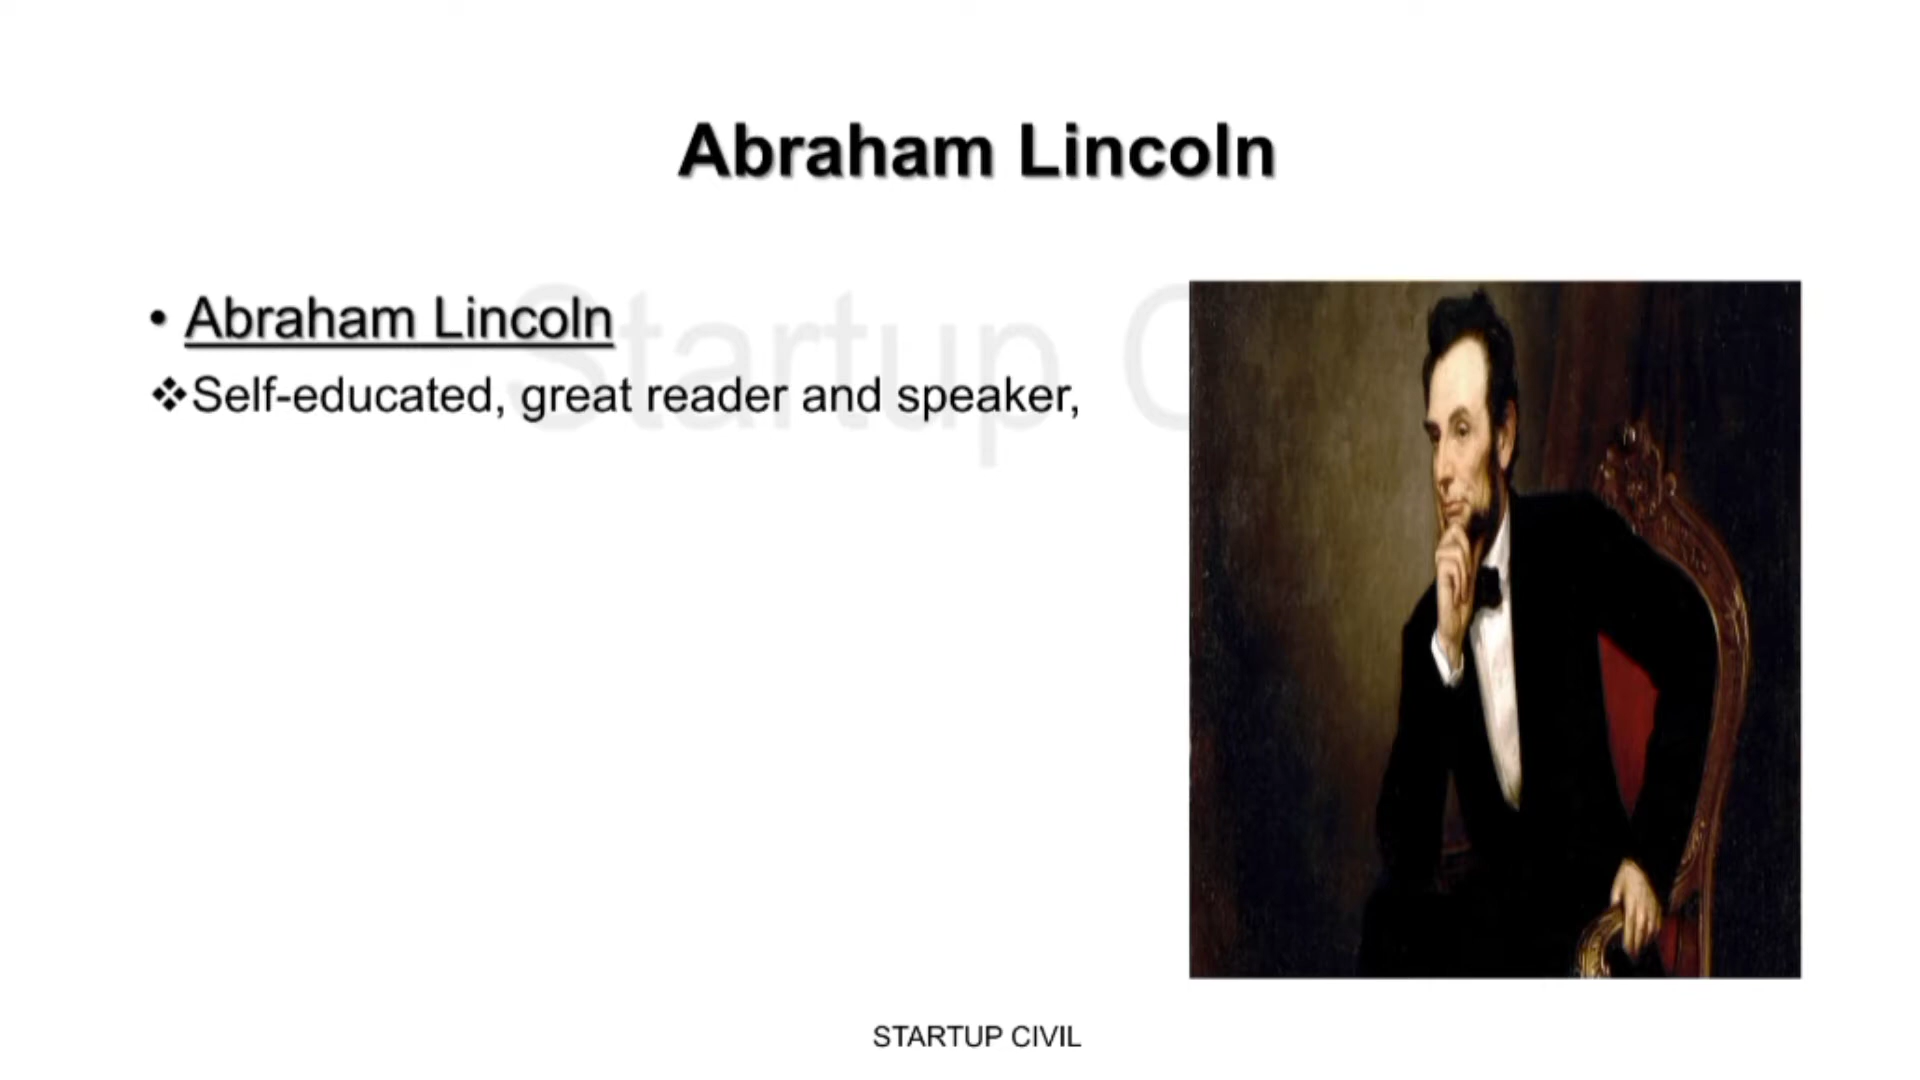 Abraham Lincoln
• Abraham Lincoln
❖Self-educated, great reader and speaker,
Startup C
STARTUP CIVIL